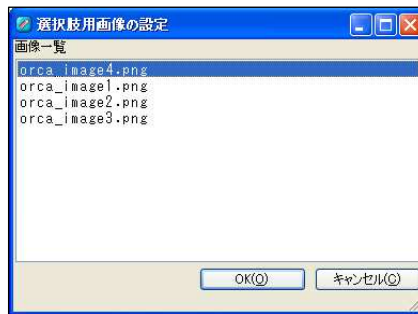 選択肢用画像の設定
画像一覧
orca_image4.png
orca_image1.png
orca_image2.png
orca_image3.png
OK(O)
キャンセル(C)